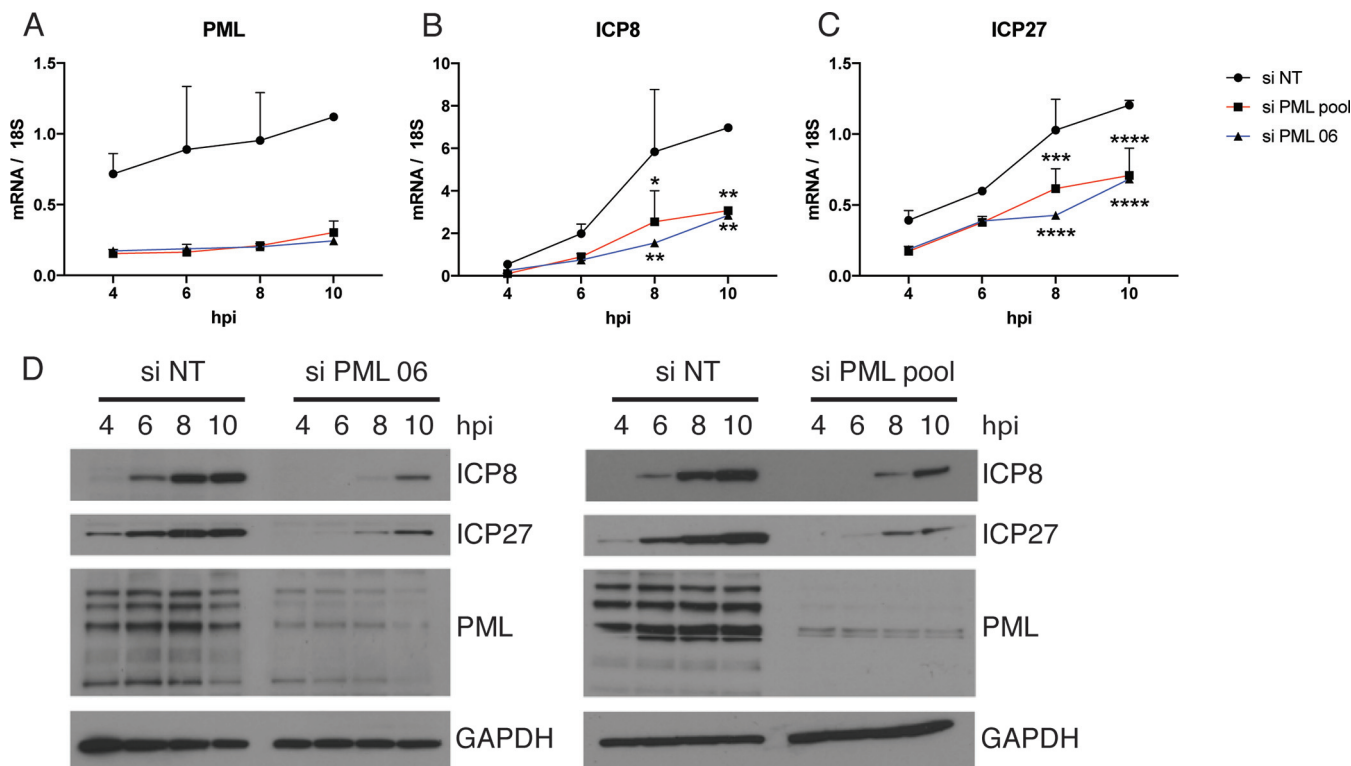 A PML
1.5
1.0
0.5
0.0
mRNA / 18S
4 6 8 10
hpi
B ICP8
10
8
6
4
2
0
mRNA / 18S
*
**
**
**
4 6 8 10
hpi
C ICP27
1.5
1.0
0.5
0.0
mRNA / 18S
***
****
****
****
4 6 8 10
hpi
si NT
si PML pool
si PML 06
D
si NT si PML 06
4 6 8 10 4 6 8 10 hpi
ICP8
ICP27
PML
GAPDH
si NT si PML pool
4 6 8 10 4 6 8 10 hpi
ICP8
ICP27
PML
GAPDH